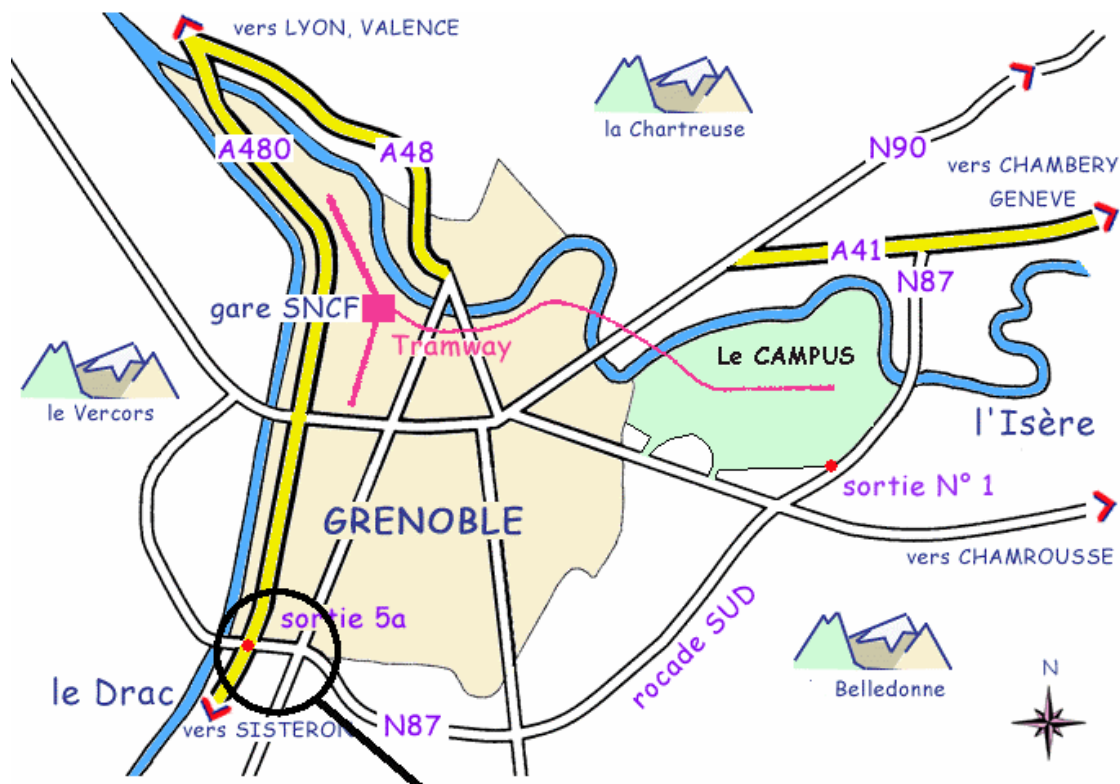 vers LYON, VALENCE
la Chartreuse
A480
A48
N90
vers CHAMBERY
GENEVE
A41
N87
gare SNCF
Tramway
Le CAMPUS
le Vercors
l'Isère
sortie N° 1
GRENOBLE
vers CHAMROUSSE
sortie 5a
rocade SUD
le Drac
Belledonne
N
vers SISTERON
N87